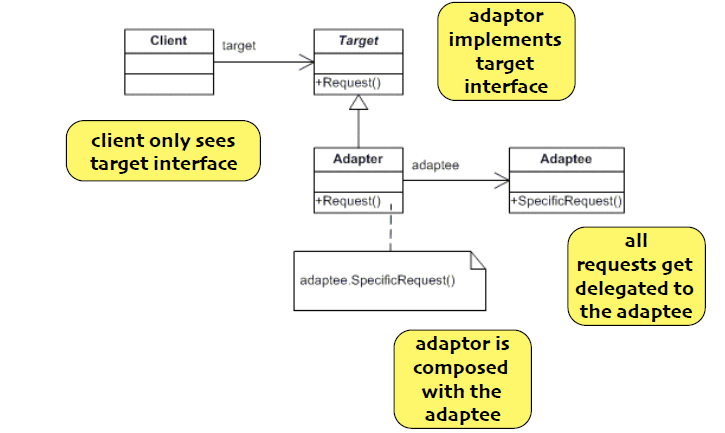 Client
target
Target
+Request()
adaptor
implements
target
interface
client only sees
target interface
Adapter
+Request()
adaptee
Adaptee
+SpecificRequest()
adaptee.SpecificRequest()
all
requests get
delegated to
the adaptee
adaptor is
composed
with the
adaptee